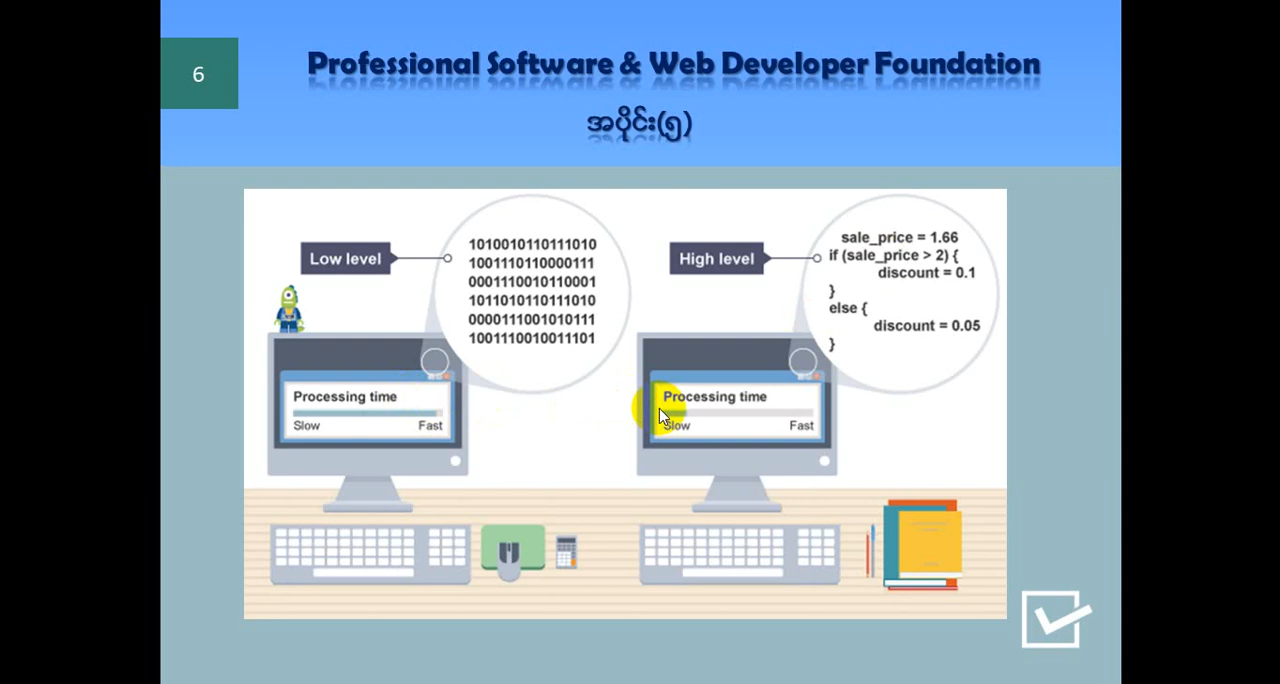 6
Professional Software & Web Developer Foundation
အပိုင်း(၅)
Low level
1010010110111010
1001110110000111
0001110010110001
1011010110111010
0000111001010111
1001110010011101
Processing time
Slow Fast
High level
sale_price = 1.66
if (sale_price > 2) {
discount = 0.1
}
else {
discount = 0.05
}
Processing time
Slow Fast